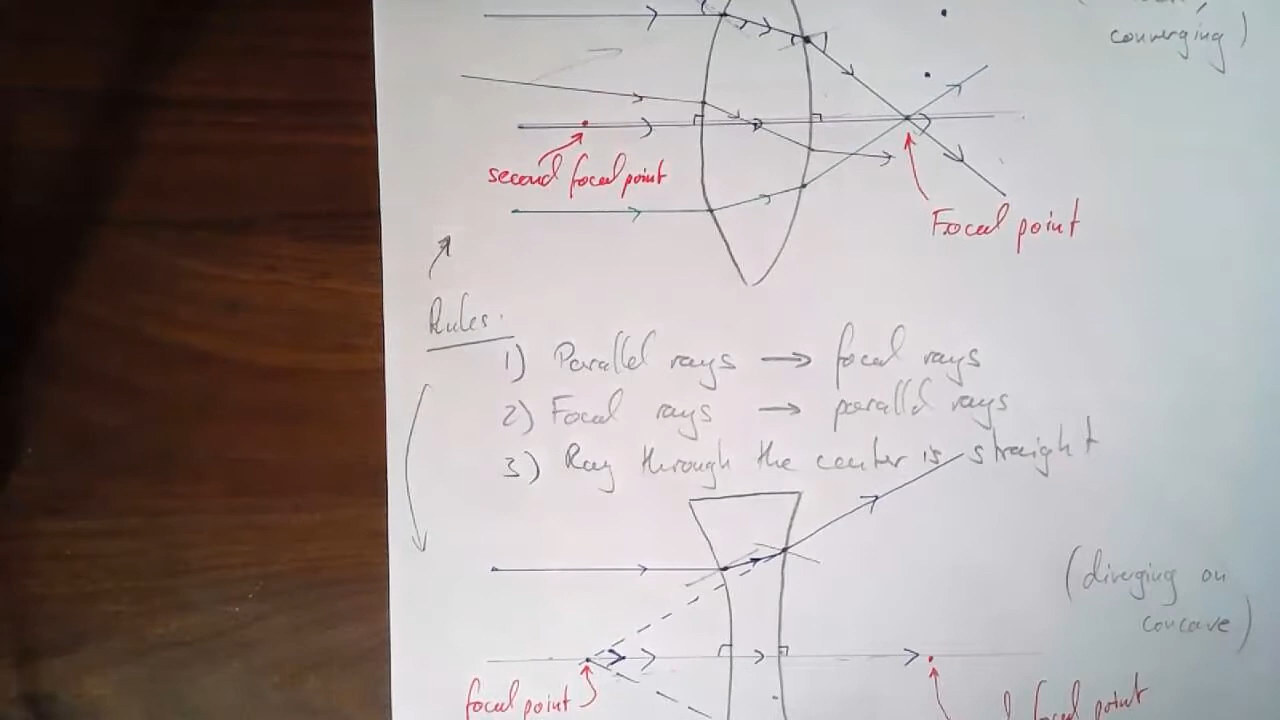 converging)
second focal point
Focal point
Rules.
1) Parallel rays → focal rays
2) Focal rays → parallel rays
3) Ray through the center is straight
(diverging on
concave)
focal point
focal point